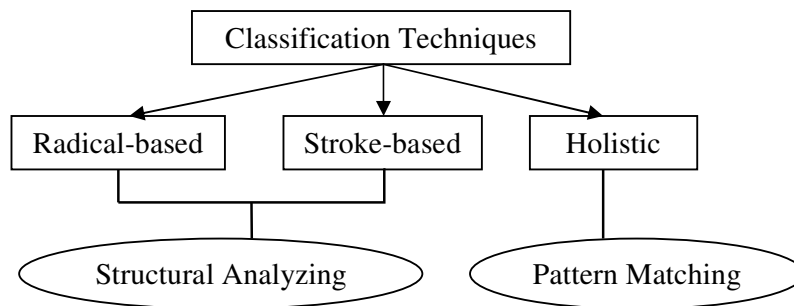 Classification Techniques
Radical-based
Stroke-based
Holistic
Structural Analyzing
Pattern Matching